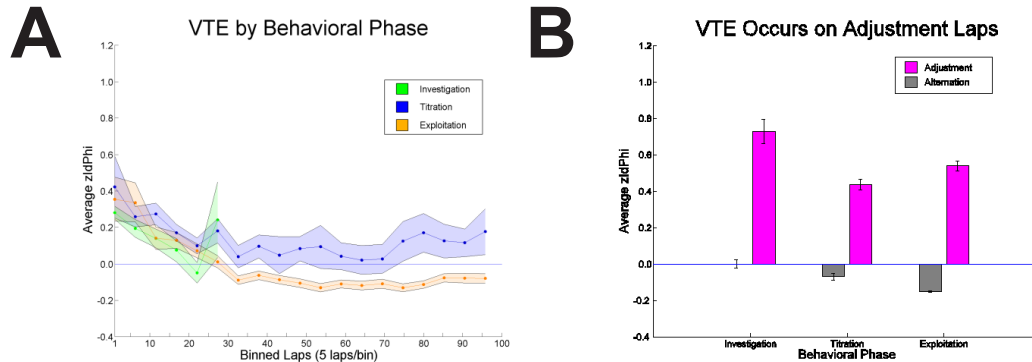 A
VTE by Behavioral Phase
1.2
1.0
0.8
0.6
0.4
0.2
0.0
-0.2
-0.4
Average zIdPhi
Investigation
Titration
Exploitation
1 10 20 30 40 50 60 70 80 90 100
Binned Laps (5 laps/bin)
B
VTE Occurs on Adjustment Laps
1.2
1.0
0.8
0.6
0.4
0.2
0.0
-0.2
-0.4
Average zIdPhi
Adjustment
Alternation
Investigation Titration Exploitation
Behavioral Phase